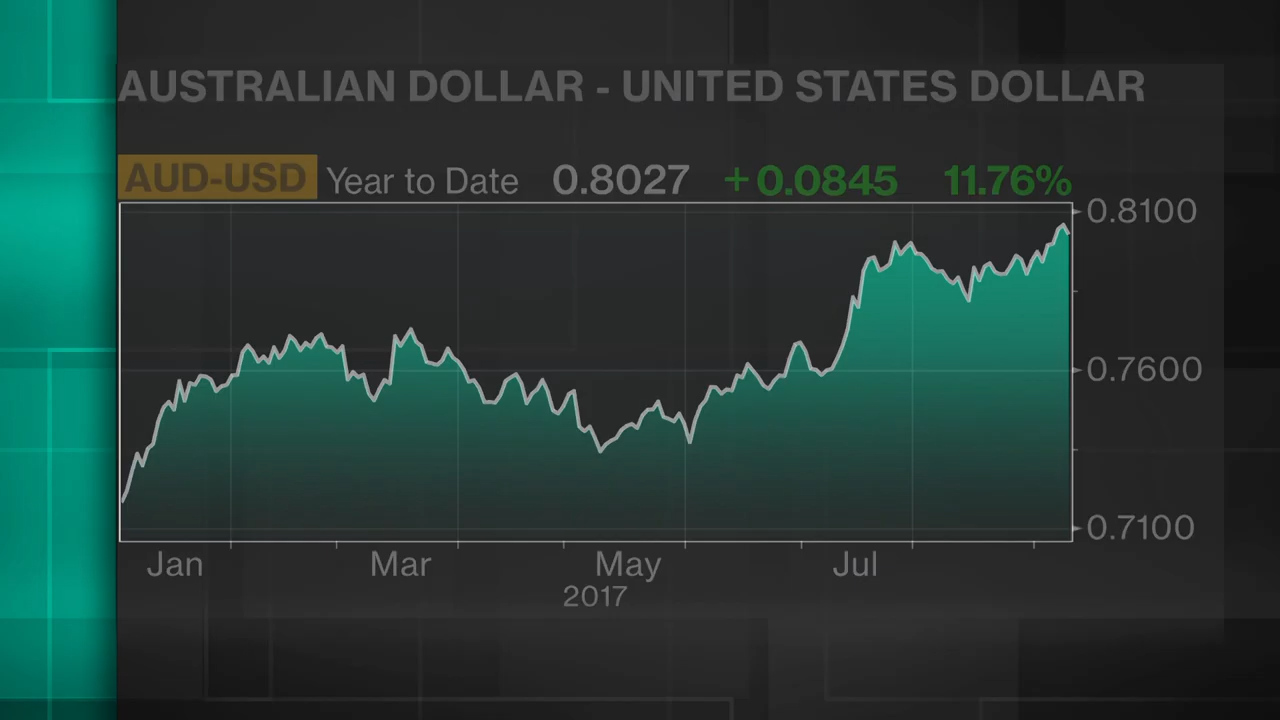 AUSTRALIAN DOLLAR - UNITED STATES DOLLAR
AUD-USD Year to Date 0.8027 +0.0845 11.76%
0.8100
0.7600
0.7100
Jan Mar May Jul
2017